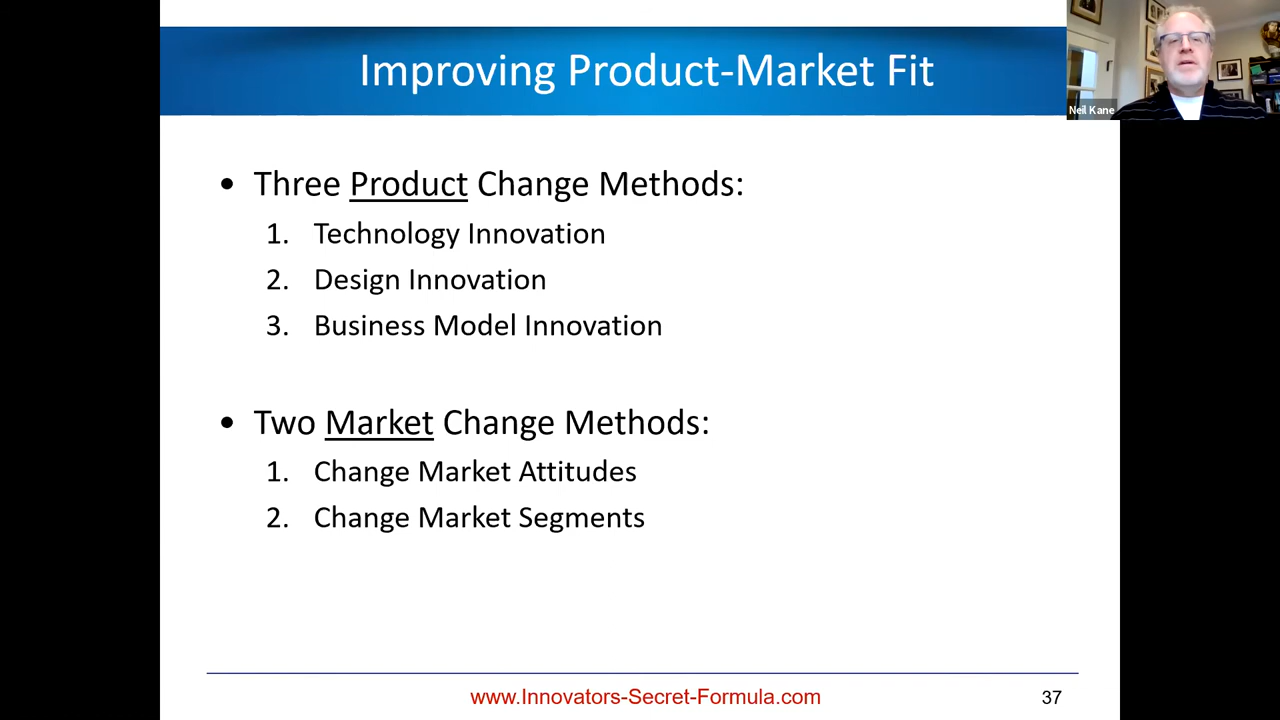 Improving Product-Market Fit
Neil Kane
• Three Product Change Methods:
1. Technology Innovation
2. Design Innovation
3. Business Model Innovation
• Two Market Change Methods:
1. Change Market Attitudes
2. Change Market Segments
www.Innovators-Secret-Formula.com
37